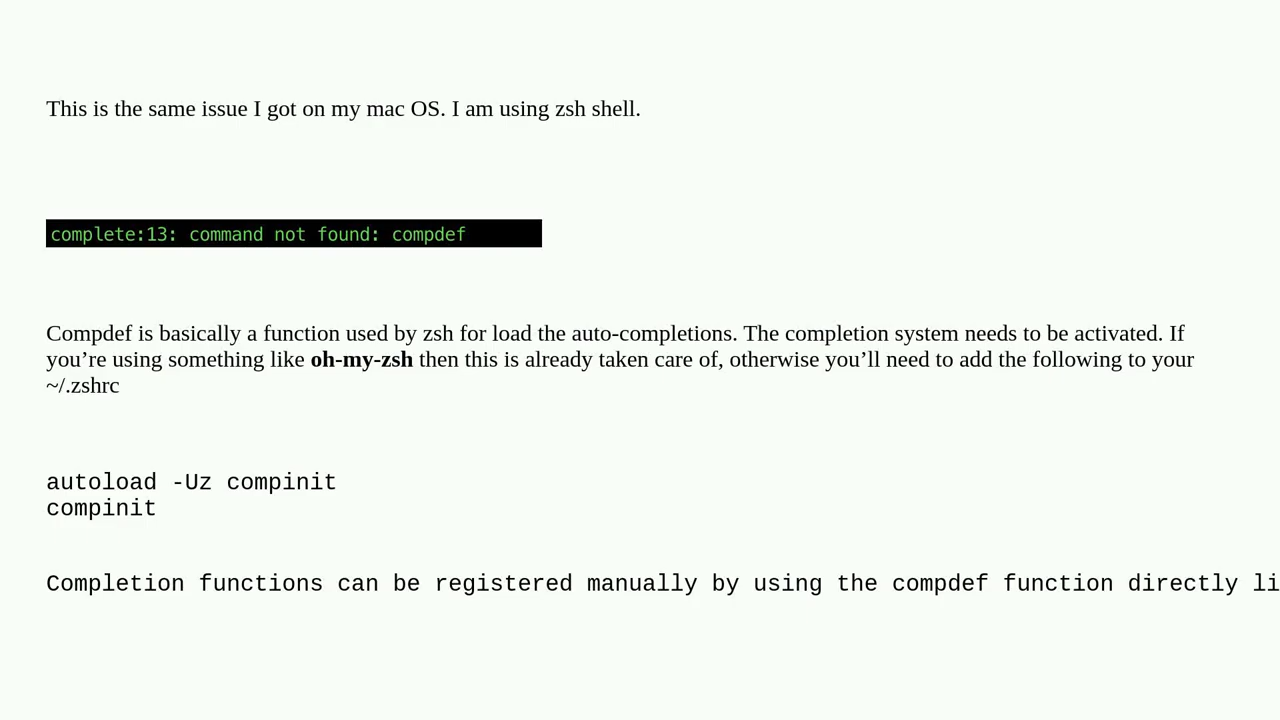 This is the same issue I got on my mac OS. I am using zsh shell.
complete:13: command not found: compdef
Compdef is basically a function used by zsh for load the auto-completions. The completion system needs to be activated. If
you’re using something like oh-my-zsh then this is already taken care of, otherwise you’ll need to add the following to your
~/.zshrc
autoload -Uz compinit
compinit
Completion functions can be registered manually by using the compdef function directly li